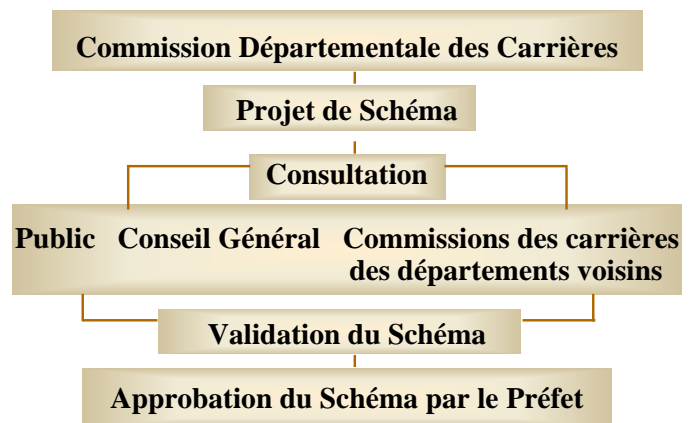 Commission Départementale des Carrières
Projet de Schéma
Consultation
Public Conseil Général Commissions des carrières
des départements voisins
Validation du Schéma
Approbation du Schéma par le Préfet